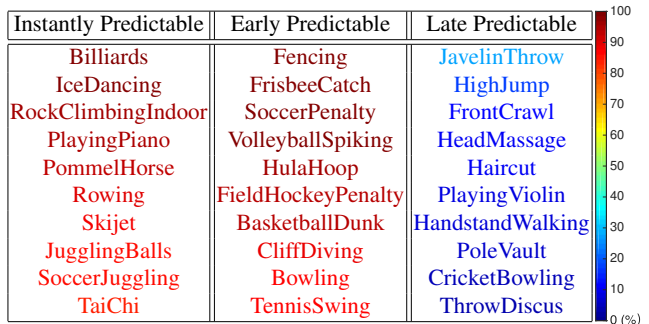 Instantly Predictable Early Predictable Late Predictable
Billiards Fencing JavelinThrow
IceDancing FrisbeeCatch HighJump
RockClimbingIndoor SoccerPenalty FrontCrawl
PlayingPiano VolleyballSpiking HeadMassage
PommelHorse HulaHoop Haircut
Rowing FieldHockeyPenalty PlayingViolin
Skijet BasketballDunk HandstandWalking
JugglingBalls CliffDiving PoleVault
SoccerJuggling Bowling CricketBowling
TaiChi TennisSwing ThrowDiscus
100
90
80
70
60
50
40
30
20
10
0 (%)